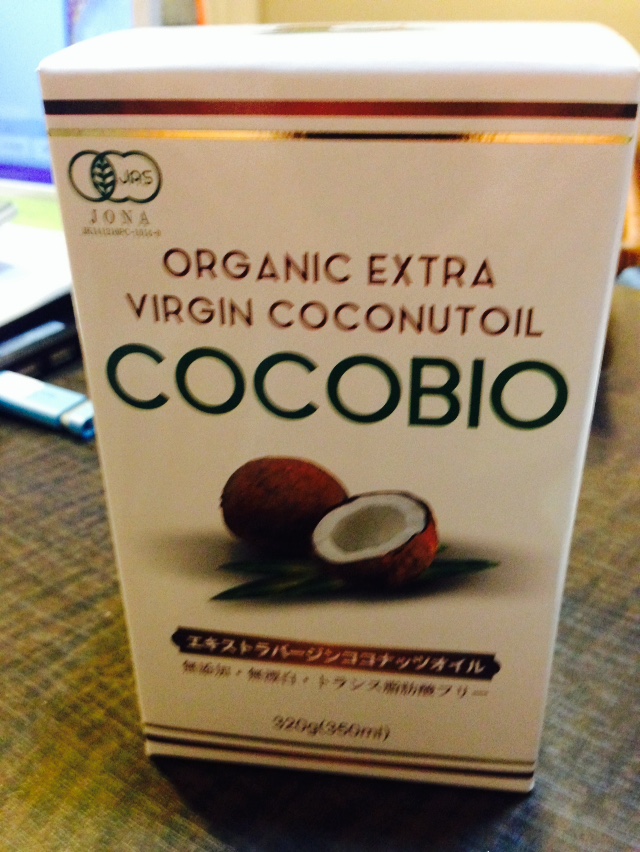 JAS
JONA
ORGANIC EXTRA
VIRGIN COCONUTOIL
COCOBIO
エキストラバージンココナッツオイル
無添加・無漂白・トランス脂肪酸フリー
320g(350ml)